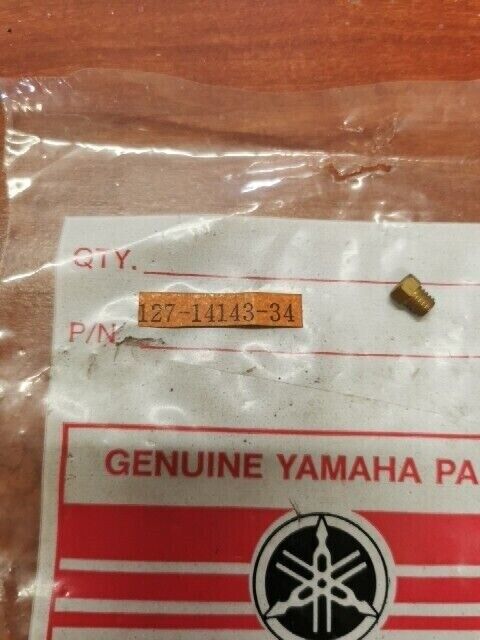 QTY.
127-14143-34
P/N
GENUINE YAMAHA PA